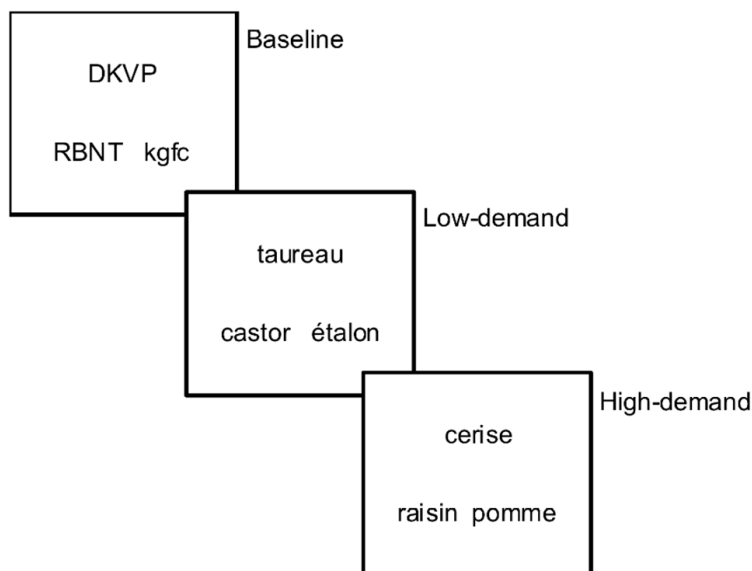 Baseline
DKVP
RBNT kgfc
Low-demand
taureau
castor étalon
High-demand
cerise
raisin pomme